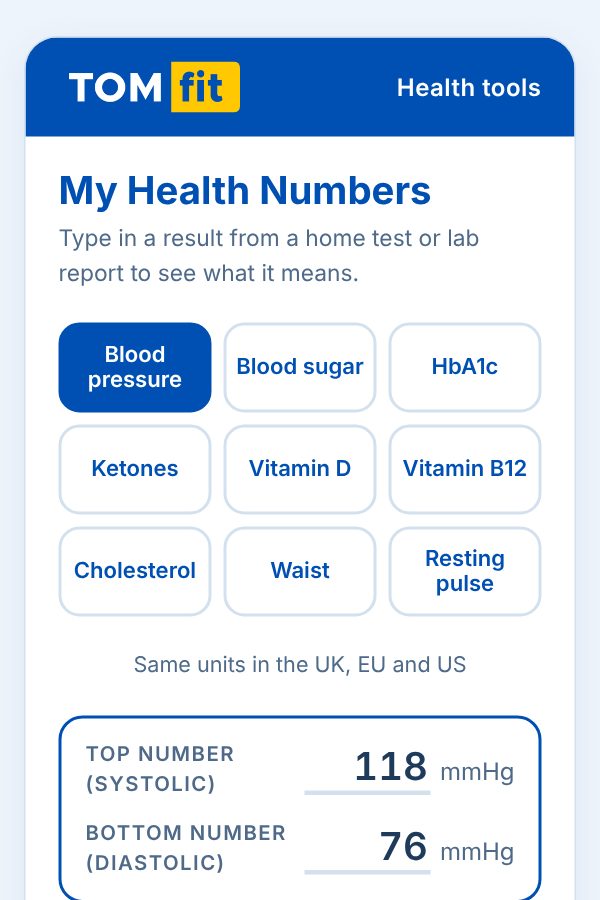 TOM fit
Health tools
My Health Numbers
Type in a result from a home test or lab
report to see what it means.
Blood
pressure
Blood sugar
HbA1c
Ketones
Vitamin D
Vitamin B12
Cholesterol
Waist
Resting
pulse
Same units in the UK, EU and US
TOP NUMBER
(SYSTOLIC)
118 mmHg
BOTTOM NUMBER
(DIASTOLIC)
76 mmHg